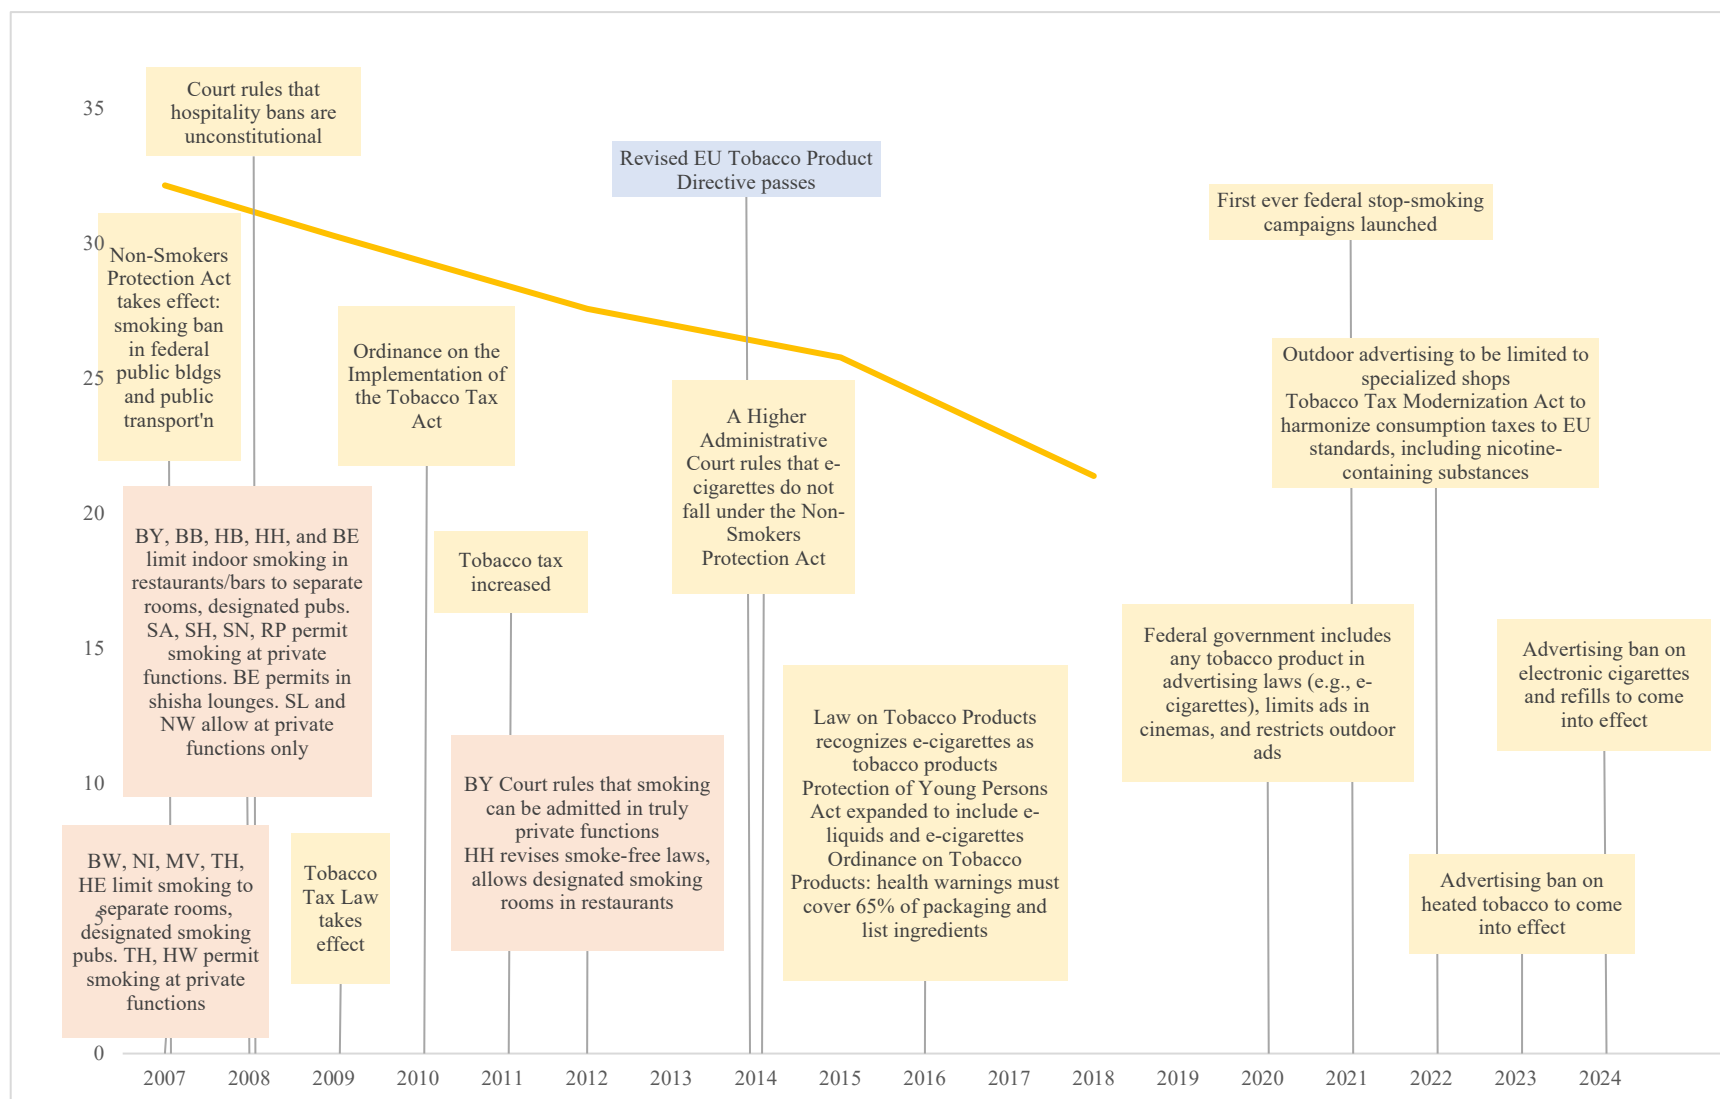 35
30
25
20
15
10
5
0
Court rules that
hospitality bans are
unconstitutional
Non-Smokers
Protection Act
takes effect:
smoking ban
in federal
public bldgs
and public
transport'n
BY, BB, HB, HH, and BE
limit indoor smoking in
restaurants/bars to separate
rooms, designated pubs.
SA, SH, SN, RP permit
smoking at private
functions. BE permits in
shisha lounges. SL and
NW allow at private
functions only
BW, NI, MV, TH,
HE limit smoking to
separate rooms,
designated smoking
pubs. TH, HW permit
smoking at private
functions
Tobacco
Tax Law
takes
effect
Ordinance on the
Implementation of
the Tobacco Tax
Act
Tobacco tax
increased
BY Court rules that smoking
can be admitted in truly
private functions
HH revises smoke-free laws,
allows designated smoking
rooms in restaurants
Revised EU Tobacco Product
Directive passes
A Higher
Administrative
Court rules that e-
cigarettes do not
fall under the Non-
Smokers
Protection Act
Law on Tobacco Products
recognizes e-cigarettes as
tobacco products
Protection of Young Persons
Act expanded to include e-
liquids and e-cigarettes
Ordinance on Tobacco
Products: health warnings must
cover 65% of packaging and
list ingredients
First ever federal stop-smoking
campaigns launched
Outdoor advertising to be limited to
specialized shops
Tobacco Tax Modernization Act to
harmonize consumption taxes to EU
standards, including nicotine-
containing substances
Federal government includes
any tobacco product in
advertising laws (e.g., e-
cigarettes), limits ads in
cinemas, and restricts outdoor
ads
Advertising ban on
electronic cigarettes
and refills to come
into effect
Advertising ban on
heated tobacco to come
into effect
2007 2008 2009 2010 2011 2012 2013 2014 2015 2016 2017 2018 2019 2020 2021 2022 2023 2024